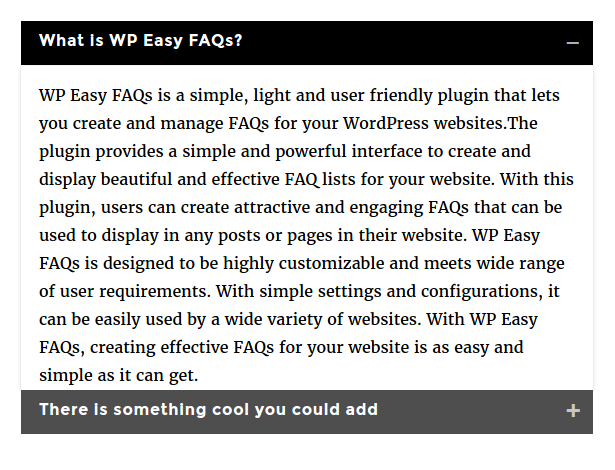 What is WP Easy FAQs?
WP Easy FAQs is a simple, light and user friendly plugin that lets
you create and manage FAQs for your WordPress websites.The
plugin provides a simple and powerful interface to create and
display beautiful and effective FAQ lists for your website. With this
plugin, users can create attractive and engaging FAQs that can be
used to display in any posts or pages in their website. WP Easy
FAQs is designed to be highly customizable and meets wide range
of user requirements. With simple settings and configurations, it
can be easily used by a wide variety of websites. With WP Easy
FAQs, creating effective FAQs for your website is as easy and
simple as it can get.
There is something cool you could add